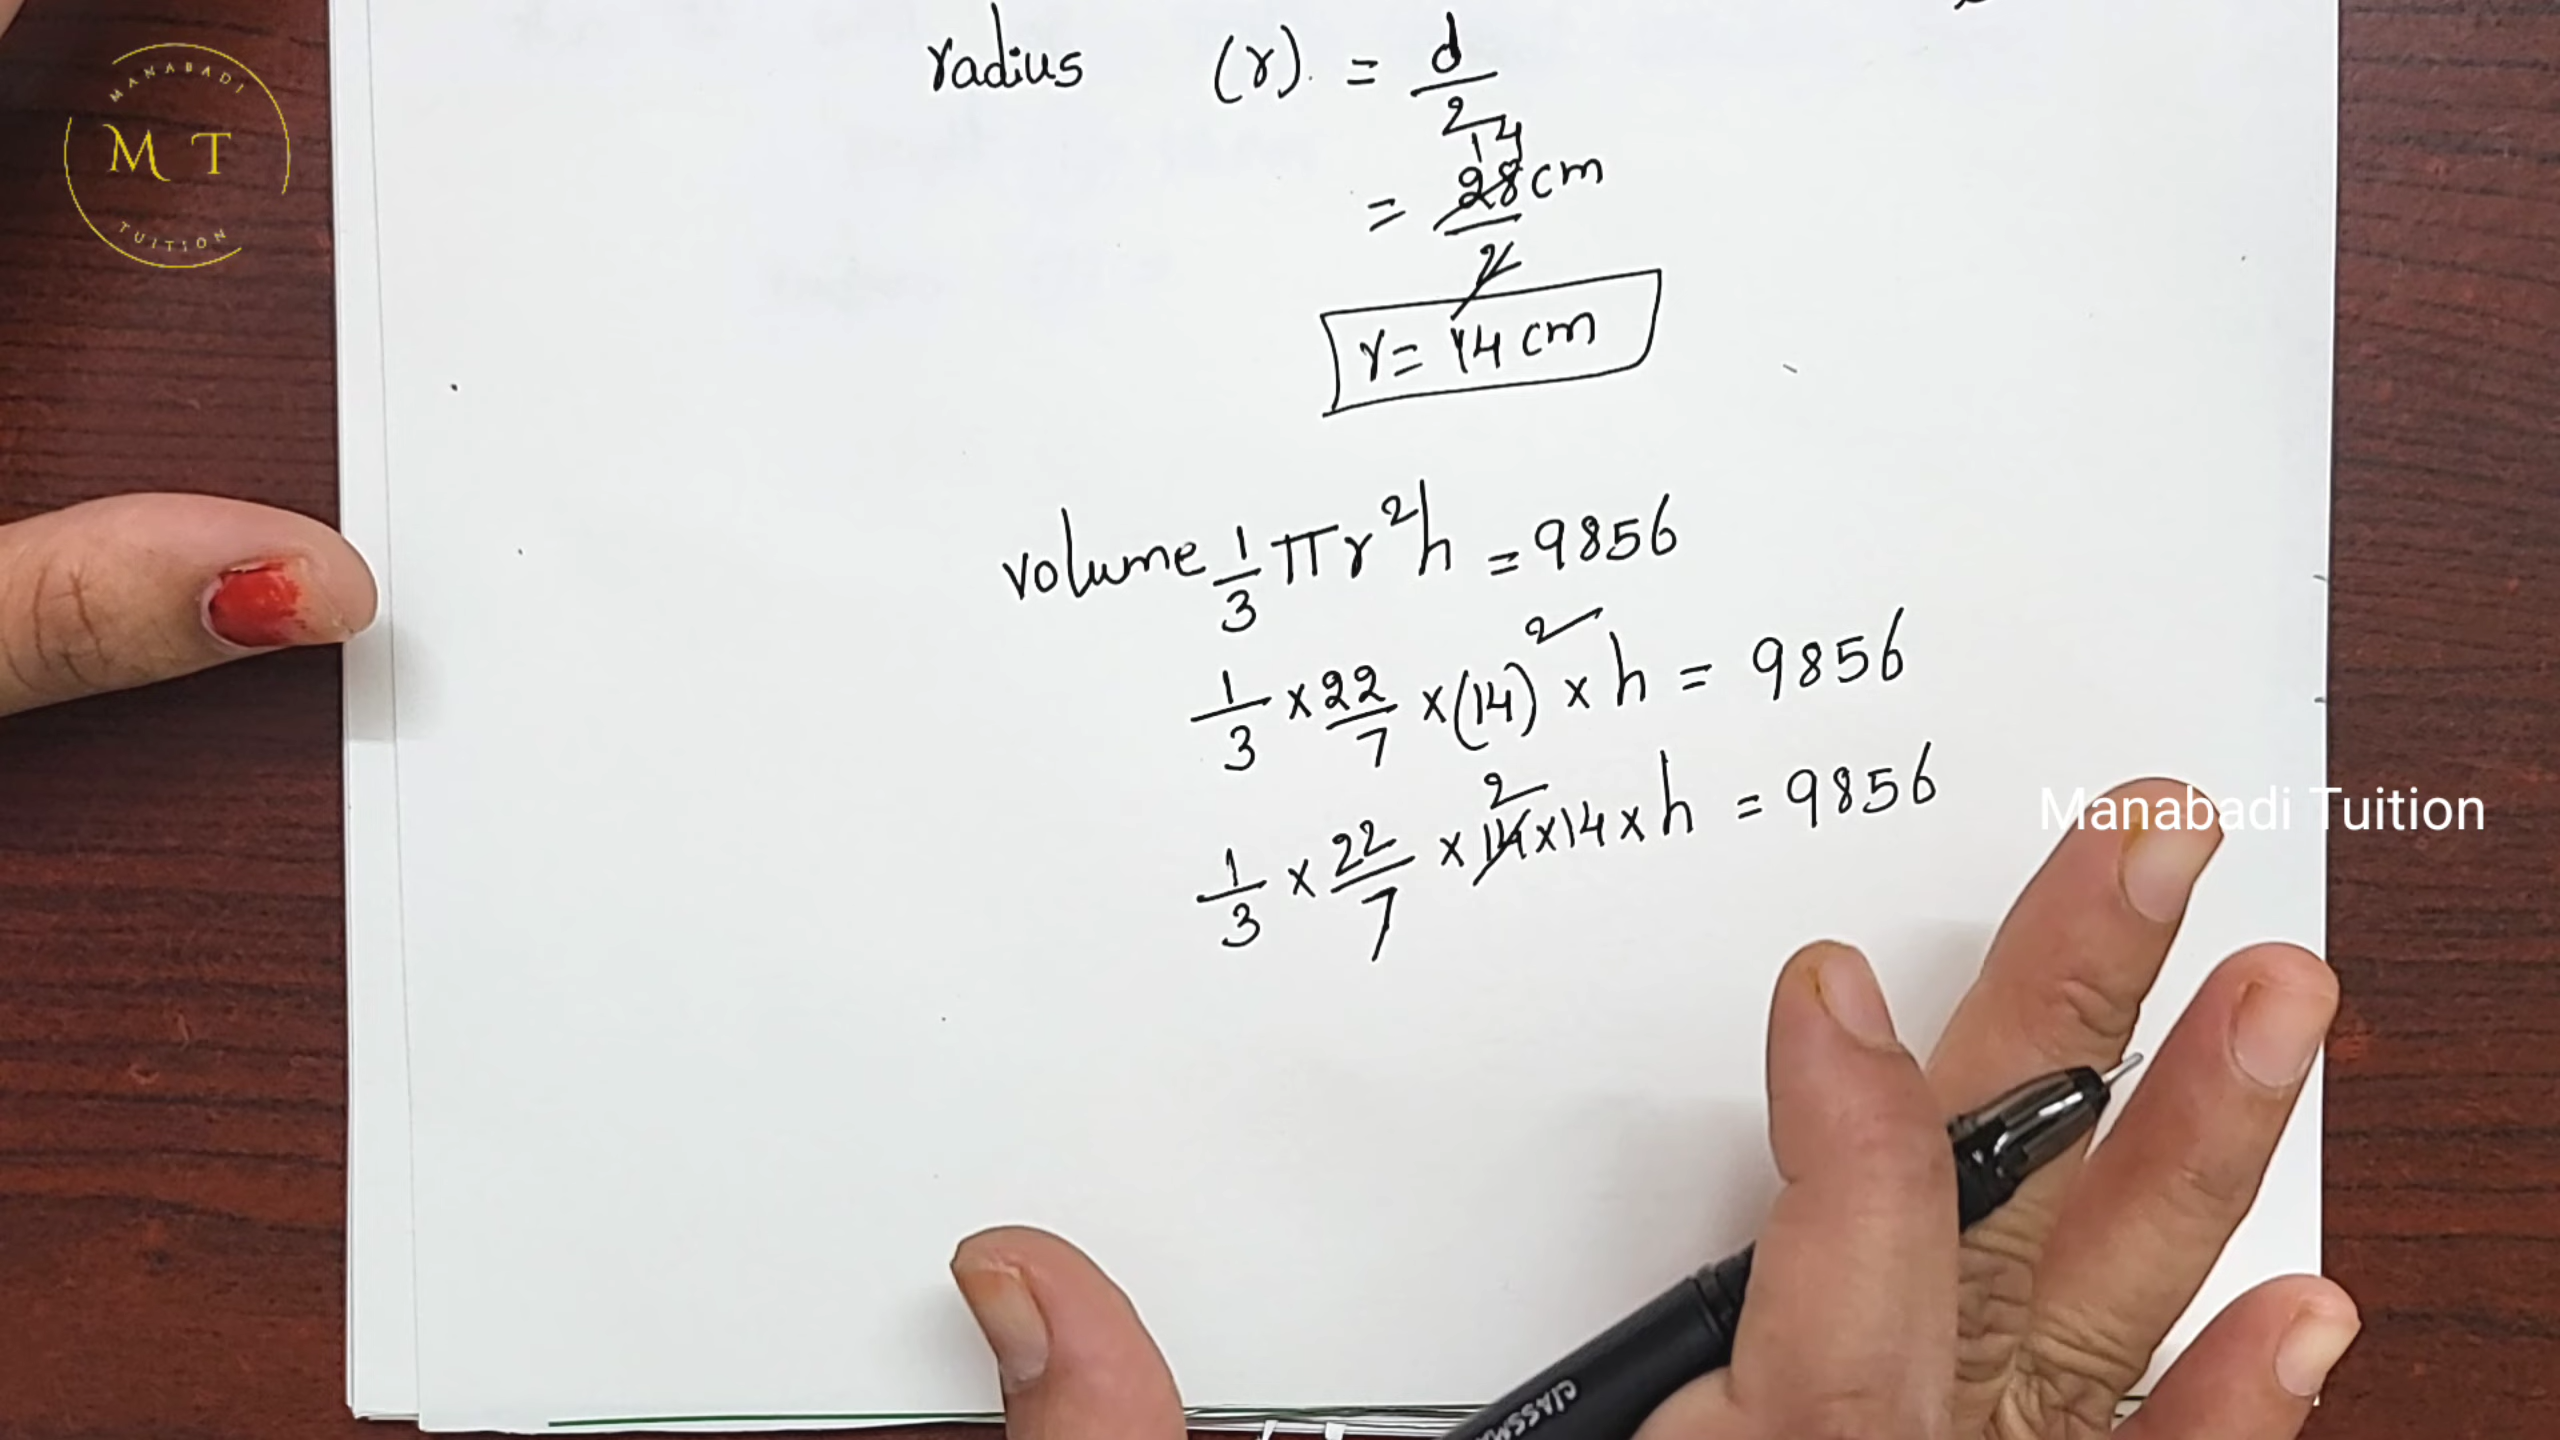 MANABADI
M T
TUITION
radius (r) = d/2
= 28/2 cm 14
r = 14 cm
volume 1/3 πr²h = 9856
1/3 × 22/7 × (14)² × h = 9856
1/3 × 22/7 × 14 × 14 × h = 9856
2
Manabadi Tuition